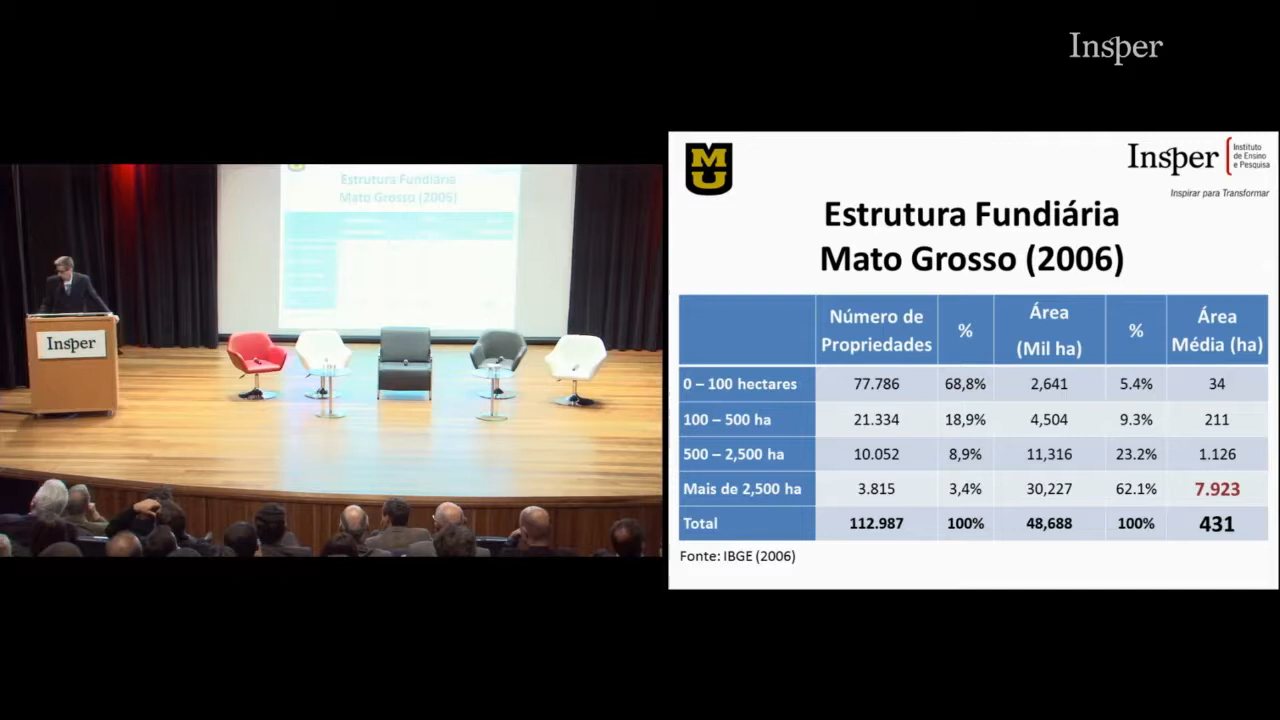 Insper
Estrutura Fundiária
Mato Grosso (2006)
Insper
MU
Insper
Instituto
de Ensino
e Pesquisa
Inspirar para Transformar
Estrutura Fundiária
Mato Grosso (2006)
Número de Propriedades % Área (Mil ha) % Área Média (ha)
0 – 100 hectares 77.786 68,8% 2,641 5.4% 34
100 – 500 ha 21.334 18,9% 4,504 9.3% 211
500 – 2,500 ha 10.052 8,9% 11,316 23.2% 1.126
Mais de 2,500 ha 3.815 3,4% 30,227 62.1% 7.923
Total 112.987 100% 48,688 100% 431
Fonte: IBGE (2006)